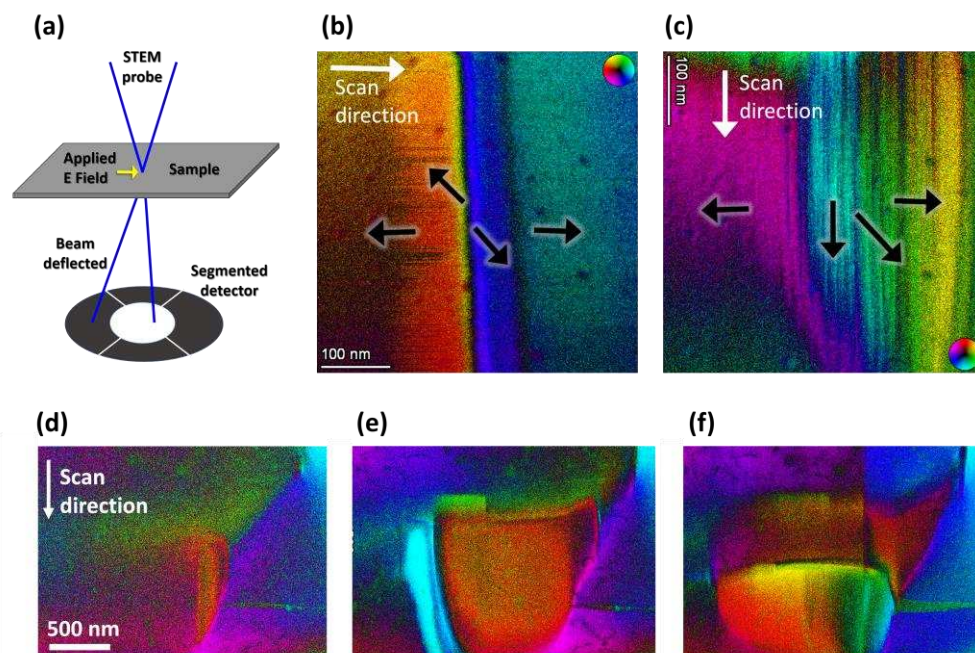 (a)
STEM
probe
Applied
E Field
Sample
Beam
deflected
Segmented
detector
(b)
Scan
direction
100 nm
(c)
100 nm
Scan
direction
(d)
Scan
direction
500 nm
(e)
(f)